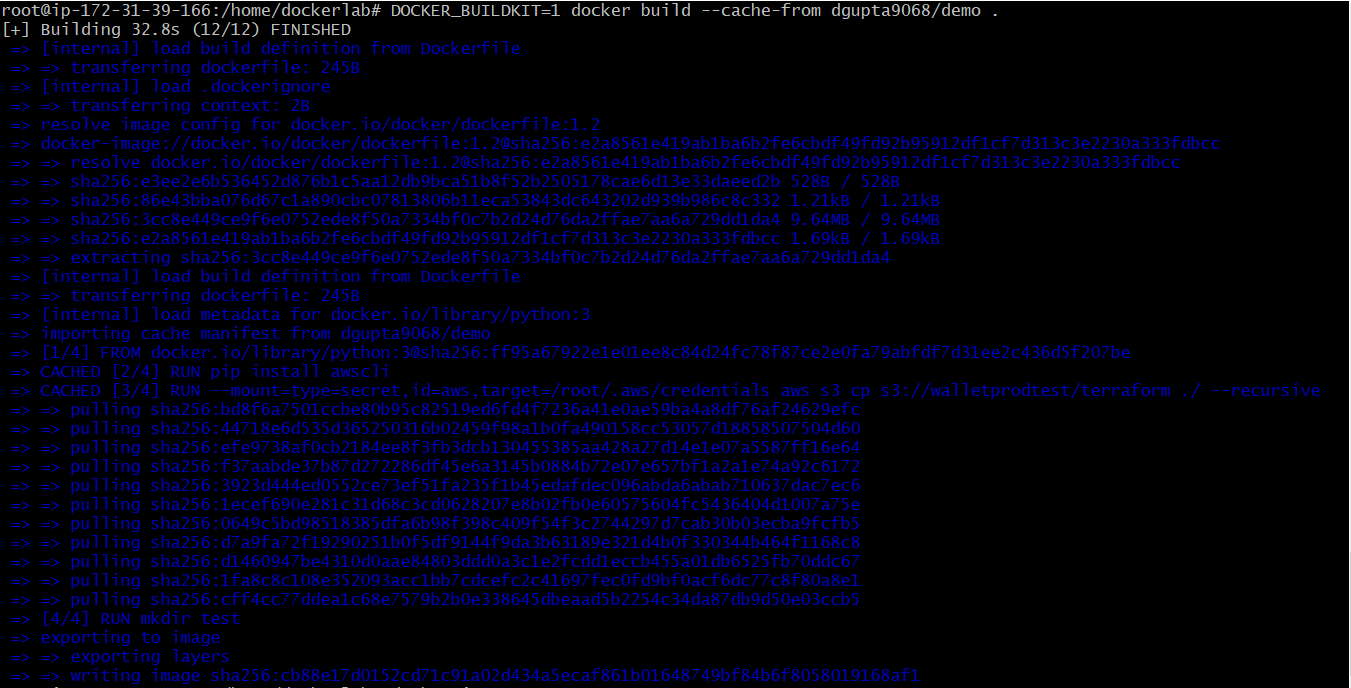 root@ip-172-31-39-166:/home/dockerlab# DOCKER_BUILDKIT=1 docker build --cache-from dgupta9068/demo .
[+] Building 32.8s (12/12) FINISHED
=> [internal] load build definition from Dockerfile
=> => transferring dockerfile: 245B
=> [internal] load .dockerignore
=> => transferring context: 2B
=> resolve image config for docker.io/docker/dockerfile:1.2
=> docker-image://docker.io/docker/dockerfile:1.2@sha256:e2a8561e419ab1ba6b2fe6cbdf49fd92b95912df1cf7d313c3e2230a333fdbcc
=> => resolve docker.io/docker/dockerfile:1.2@sha256:e2a8561e419ab1ba6b2fe6cbdf49fd92b95912df1cf7d313c3e2230a333fdbcc
=> => sha256:e3ee2e6b536452d876b1c5aa12db9bca51b8f52b2505178cae6d13e33daeed2b 528B / 528B
=> => sha256:86e43bba076d67c1a890cbc07813806b11eca53843dc643202d939b986c8c332 1.21kB / 1.21kB
=> => sha256:3cc8e449ce9f6e0752ede8f50a7334bf0c7b2d24d76da2ffae7aa6a729dd1da4 9.64MB / 9.64MB
=> => sha256:e2a8561e419ab1ba6b2fe6cbdf49fd92b95912df1cf7d313c3e2230a333fdbcc 1.69kB / 1.69kB
=> => extracting sha256:3cc8e449ce9f6e0752ede8f50a7334bf0c7b2d24d76da2ffae7aa6a729dd1da4
=> [internal] load build definition from Dockerfile
=> => transferring dockerfile: 245B
=> [internal] load metadata for docker.io/library/python:3
=> importing cache manifest from dgupta9068/demo
=> [1/4] FROM docker.io/library/python:3@sha256:ff95a67922e1e01ee8c84d24fc78f87ce2e0fa79abfdf7d31ee2c436d5f207be
=> CACHED [2/4] RUN pip install awscli
=> CACHED [3/4] RUN --mount=type=secret,id=aws,target=/root/.aws/credentials aws s3 cp s3://walletprodtest/terraform ./ --recursive
=> => pulling sha256:bd8f6a7501ccbe80b95c82519ed6fd4f7236a41e0ae59ba4a8df76af24629efc
=> => pulling sha256:44718e6d535d365250316b02459f98a1b0fa490158cc53057d18858507504d60
=> => pulling sha256:efe9738af0cb2184ee8f3fb3dcb130455385aa428a27d14e1e07a5587ff16e64
=> => pulling sha256:f37aabde37b87d272286df45e6a3145b0884b72e07e657bf1a2a1e74a92c6172
=> => pulling sha256:3923d444ed0552ce73ef51fa235f1b45edafdec096abda6abab710637dac7ec6
=> => pulling sha256:1ecef690e281c31d68c3cd0628207e8b02fb0e60575604fc5436404d1007a75e
=> => pulling sha256:0649c5bd98518385dfa6b98f398c409f54f3c2744297d7cab30b03ecba9fcfb5
=> => pulling sha256:d7a9fa72f19290251b0f5df9144f9da3b63189e321d4b0f330344b464f1168c8
=> => pulling sha256:d1460947be4310d0aae84803ddd0a3c1e2fcdd1eccb455a01db6525fb70ddc67
=> => pulling sha256:1fa8c8c108e352093acc1bb7cdcefc2c41697fec0fd9bf0acf6dc77c8f80a8e1
=> => pulling sha256:cff4cc77ddea1c68e7579b2b0e338645dbeaad5b2254c34da87db9d50e03ccb5
=> [4/4] RUN mkdir test
=> exporting to image
=> => exporting layers
=> => writing image sha256:cb88e17d0152cd71c91a02d434a5ecaf861b01648749bf84b6f8058019168af1